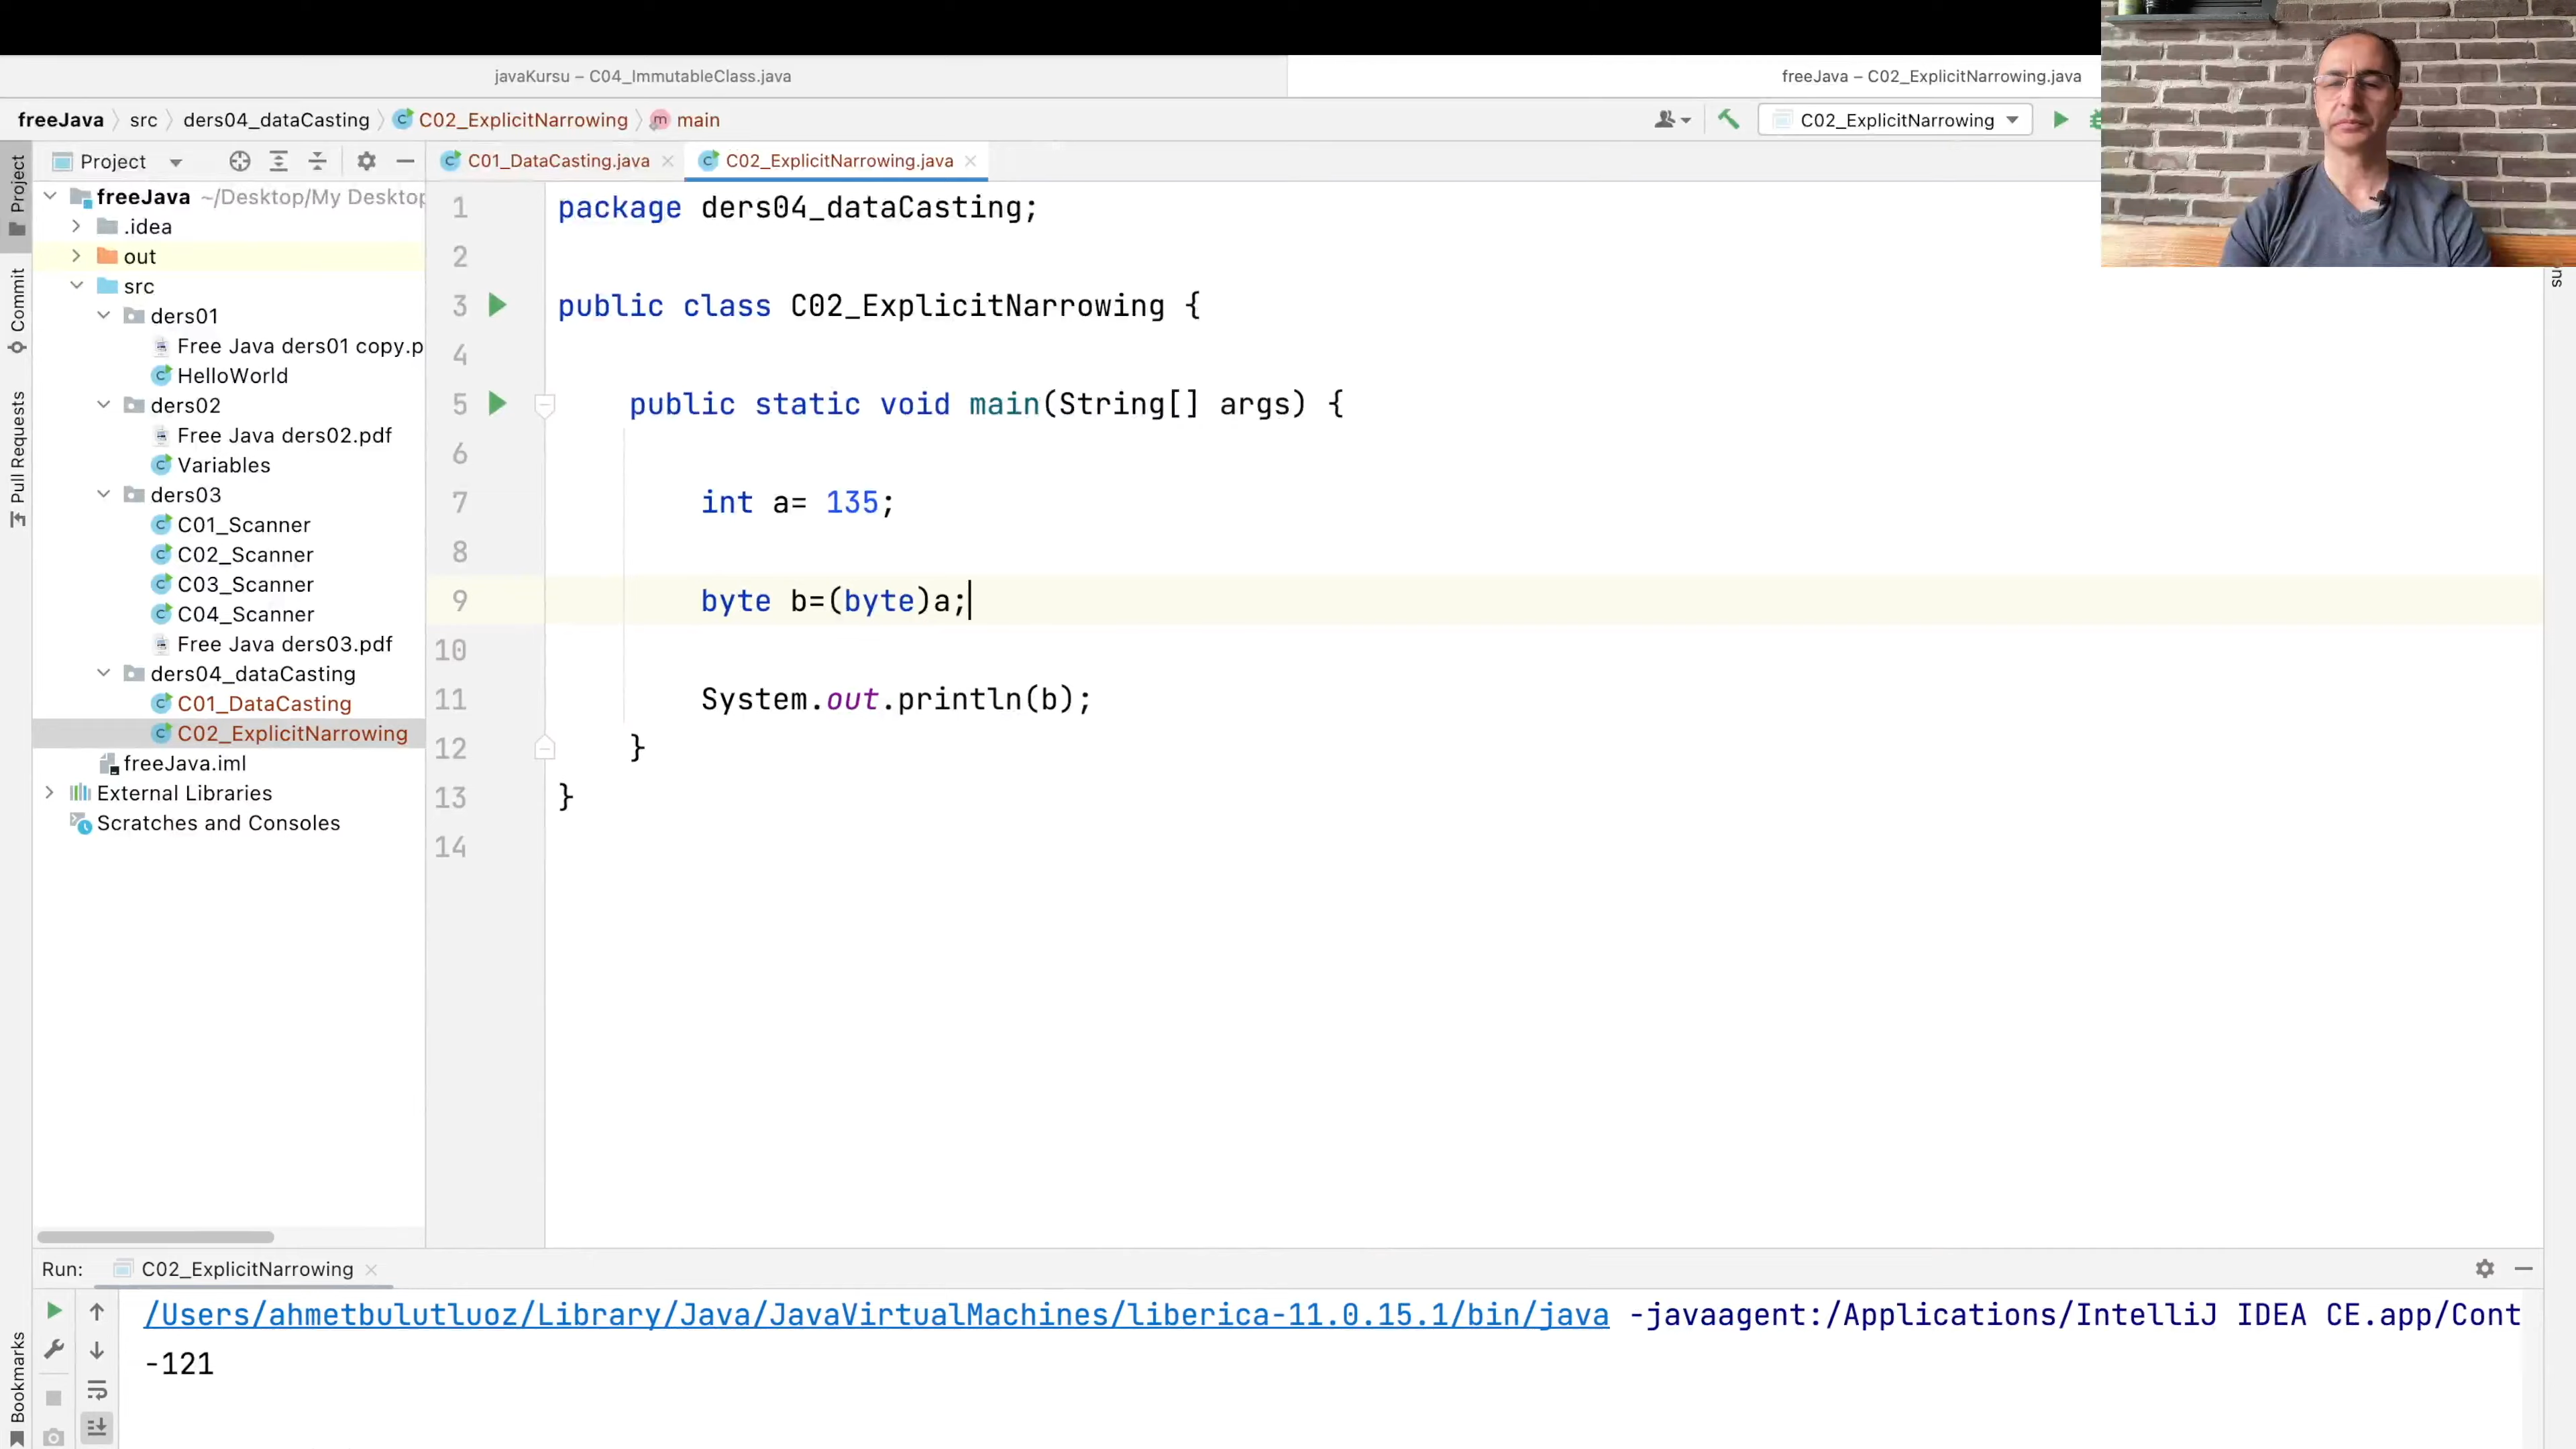 javaKursu – C04_ImmutableClass.java
freeJava – C02_ExplicitNarrowing.java
freeJava
src
ders04_dataCasting
C02_ExplicitNarrowing
main
C02_ExplicitNarrowing
Project
C01_DataCasting.java
C02_ExplicitNarrowing.java
Project
Commit
Pull Requests
Bookmarks
freeJava ~/Desktop/My Desktop
.idea
out
src
ders01
Free Java ders01 copy.p
HelloWorld
ders02
Free Java ders02.pdf
Variables
ders03
C01_Scanner
C02_Scanner
C03_Scanner
C04_Scanner
Free Java ders03.pdf
ders04_dataCasting
C01_DataCasting
C02_ExplicitNarrowing
freeJava.iml
External Libraries
Scratches and Consoles
1 package ders04_dataCasting;
2
3 public class C02_ExplicitNarrowing {
4
5 public static void main(String[] args) {
6
7 int a= 135;
8
9 byte b=(byte)a;
10
11 System.out.println(b);
12 }
13 }
14
Run: C02_ExplicitNarrowing
/Users/ahmetbulutluoz/Library/Java/JavaVirtualMachines/liberica-11.0.15.1/bin/java -javaagent:/Applications/IntelliJ IDEA CE.app/Cont
-121